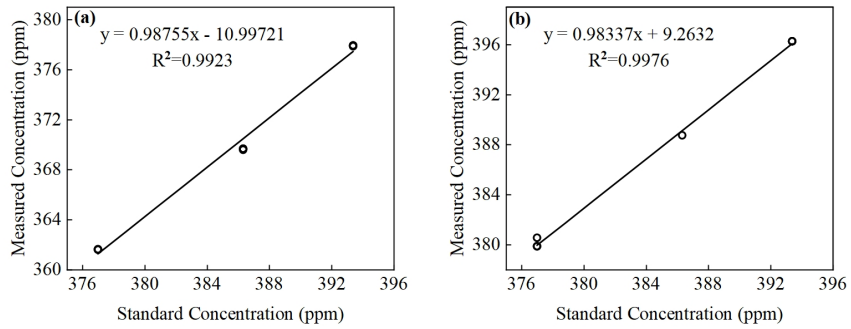 (a)
y = 0.98755x - 10.99721
R²=0.9923
Measured Concentration (ppm)
380
376
370
364
360
376
380
384
388
392
396
Standard Concentration (ppm)
(b)
y = 0.98337x + 9.2632
R²=0.9976
Measured Concentration (ppm)
396
392
388
384
380
376
380
384
388
392
396
Standard Concentration (ppm)